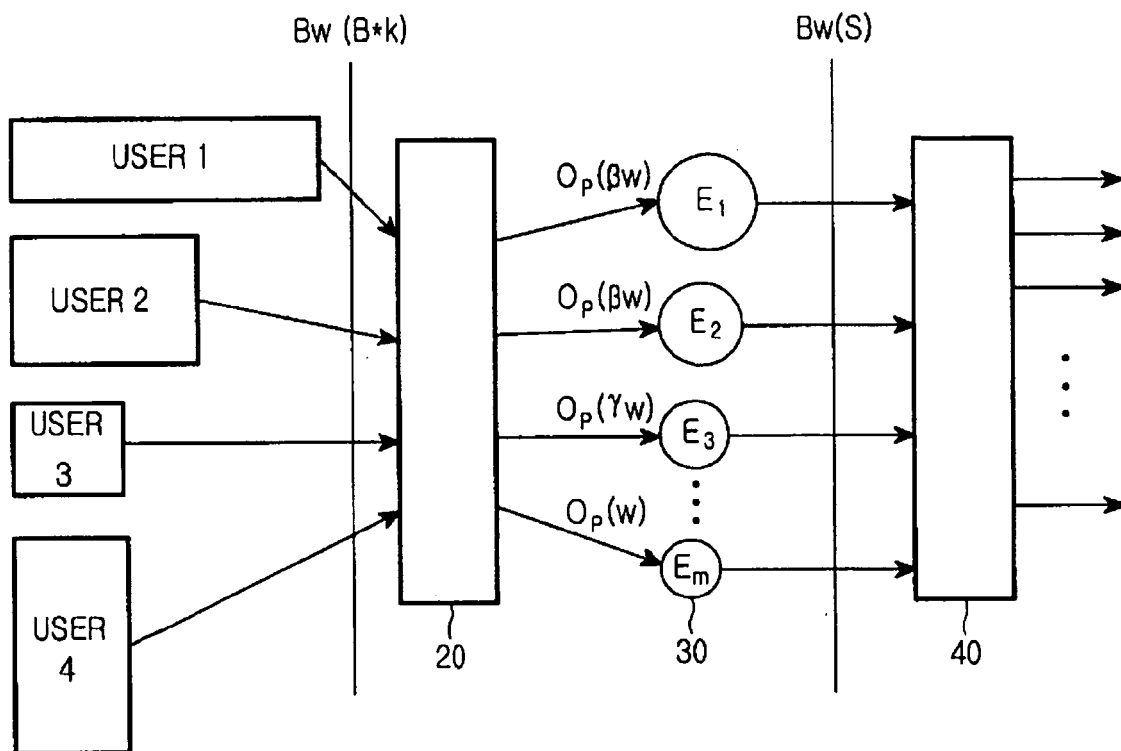 Bw (B*k)
Bw(S)
USER 1
USER 2
USER
3
USER
4
Oₚ(βw)
Oₚ(βw)
Oₚ(γw)
Oₚ(w)
E₁
E₂
E₃
Eₘ
20
30
40